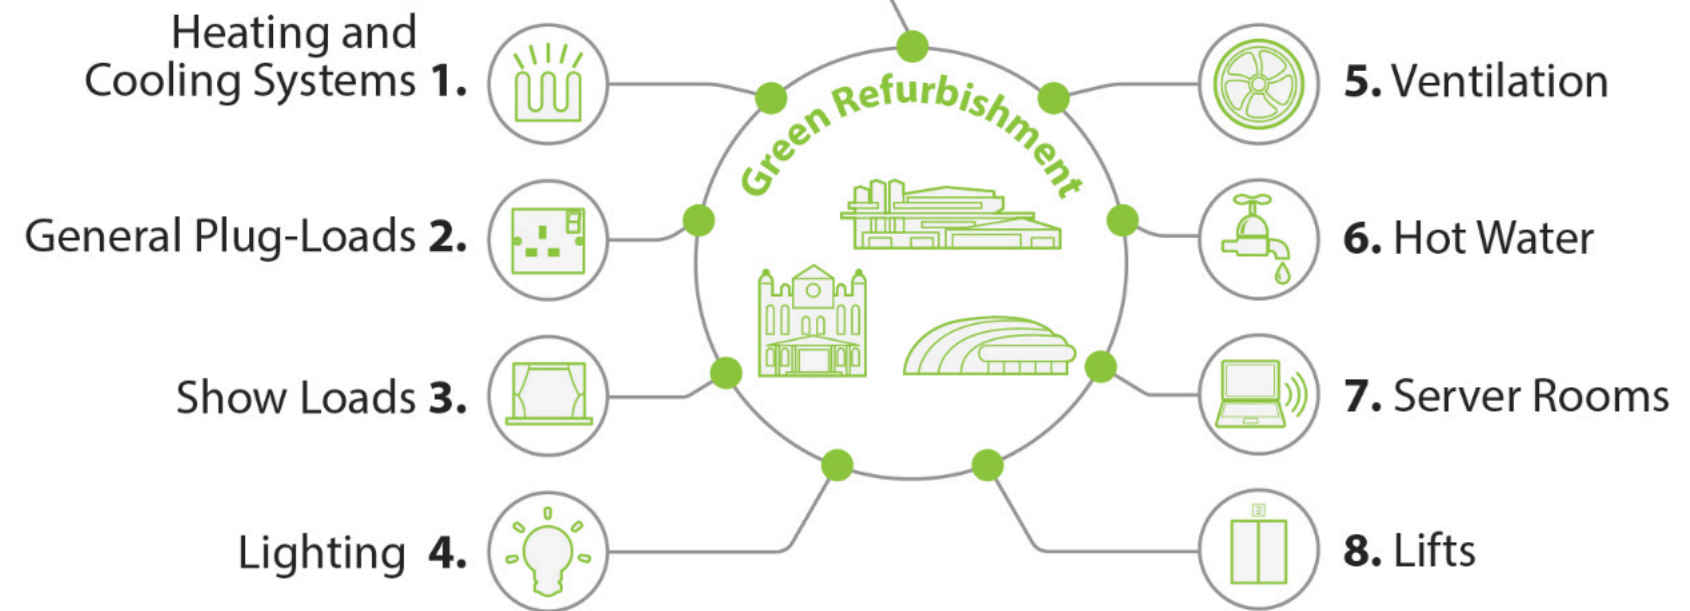 Heating and
Cooling Systems 1.
General Plug-Loads 2.
Show Loads 3.
Lighting 4.
Green Refurbishment
5. Ventilation
6. Hot Water
7. Server Rooms
8. Lifts